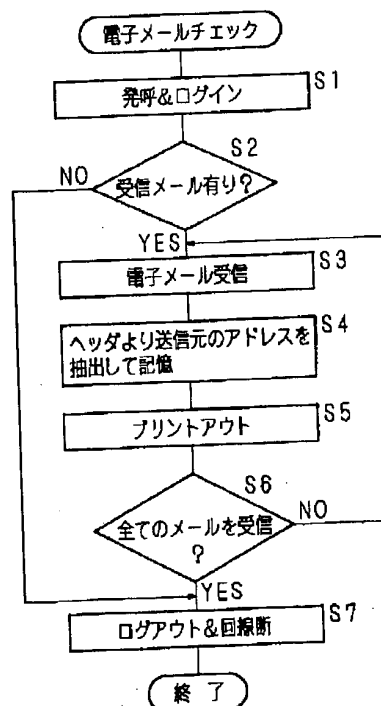 電子メールチェック
発呼&ログイン
S1
S2
受信メール有り?
NO
YES
電子メール受信
S3
ヘッダより送信元のアドレスを
抽出して記憶
S4
プリントアウト
S5
S6
全てのメールを受信
?
NO
YES
ログアウト&回線断
S7
終了